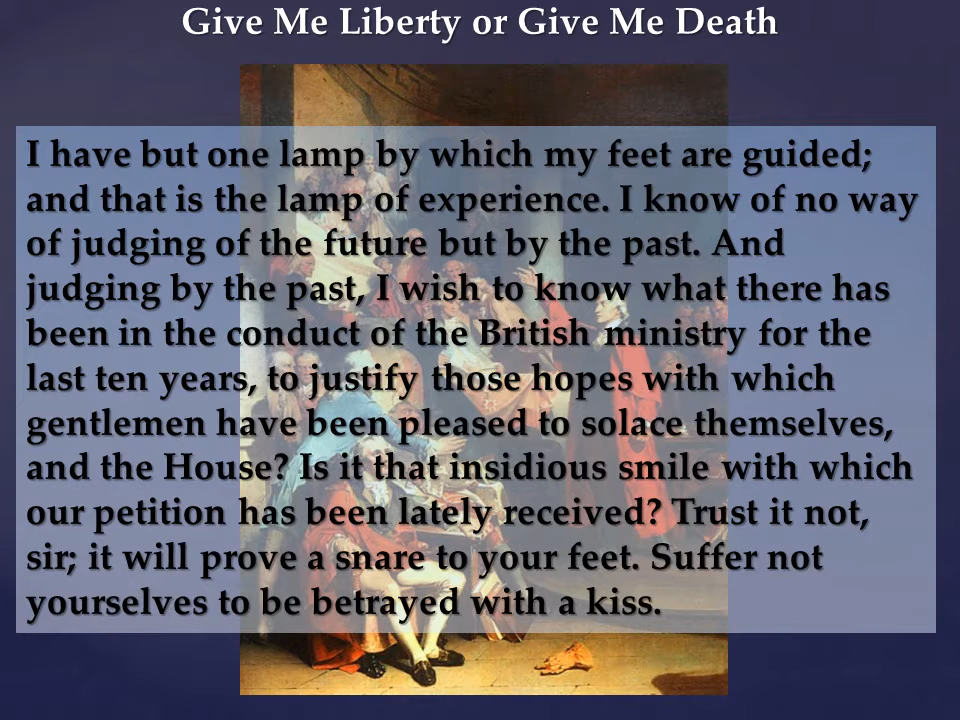 Give Me Liberty or Give Me Death
I have but one lamp by which my feet are guided;
and that is the lamp of experience. I know of no way
of judging of the future but by the past. And
judging by the past, I wish to know what there has
been in the conduct of the British ministry for the
last ten years, to justify those hopes with which
gentlemen have been pleased to solace themselves,
and the House? Is it that insidious smile with which
our petition has been lately received? Trust it not,
sir; it will prove a snare to your feet. Suffer not
yourselves to be betrayed with a kiss.